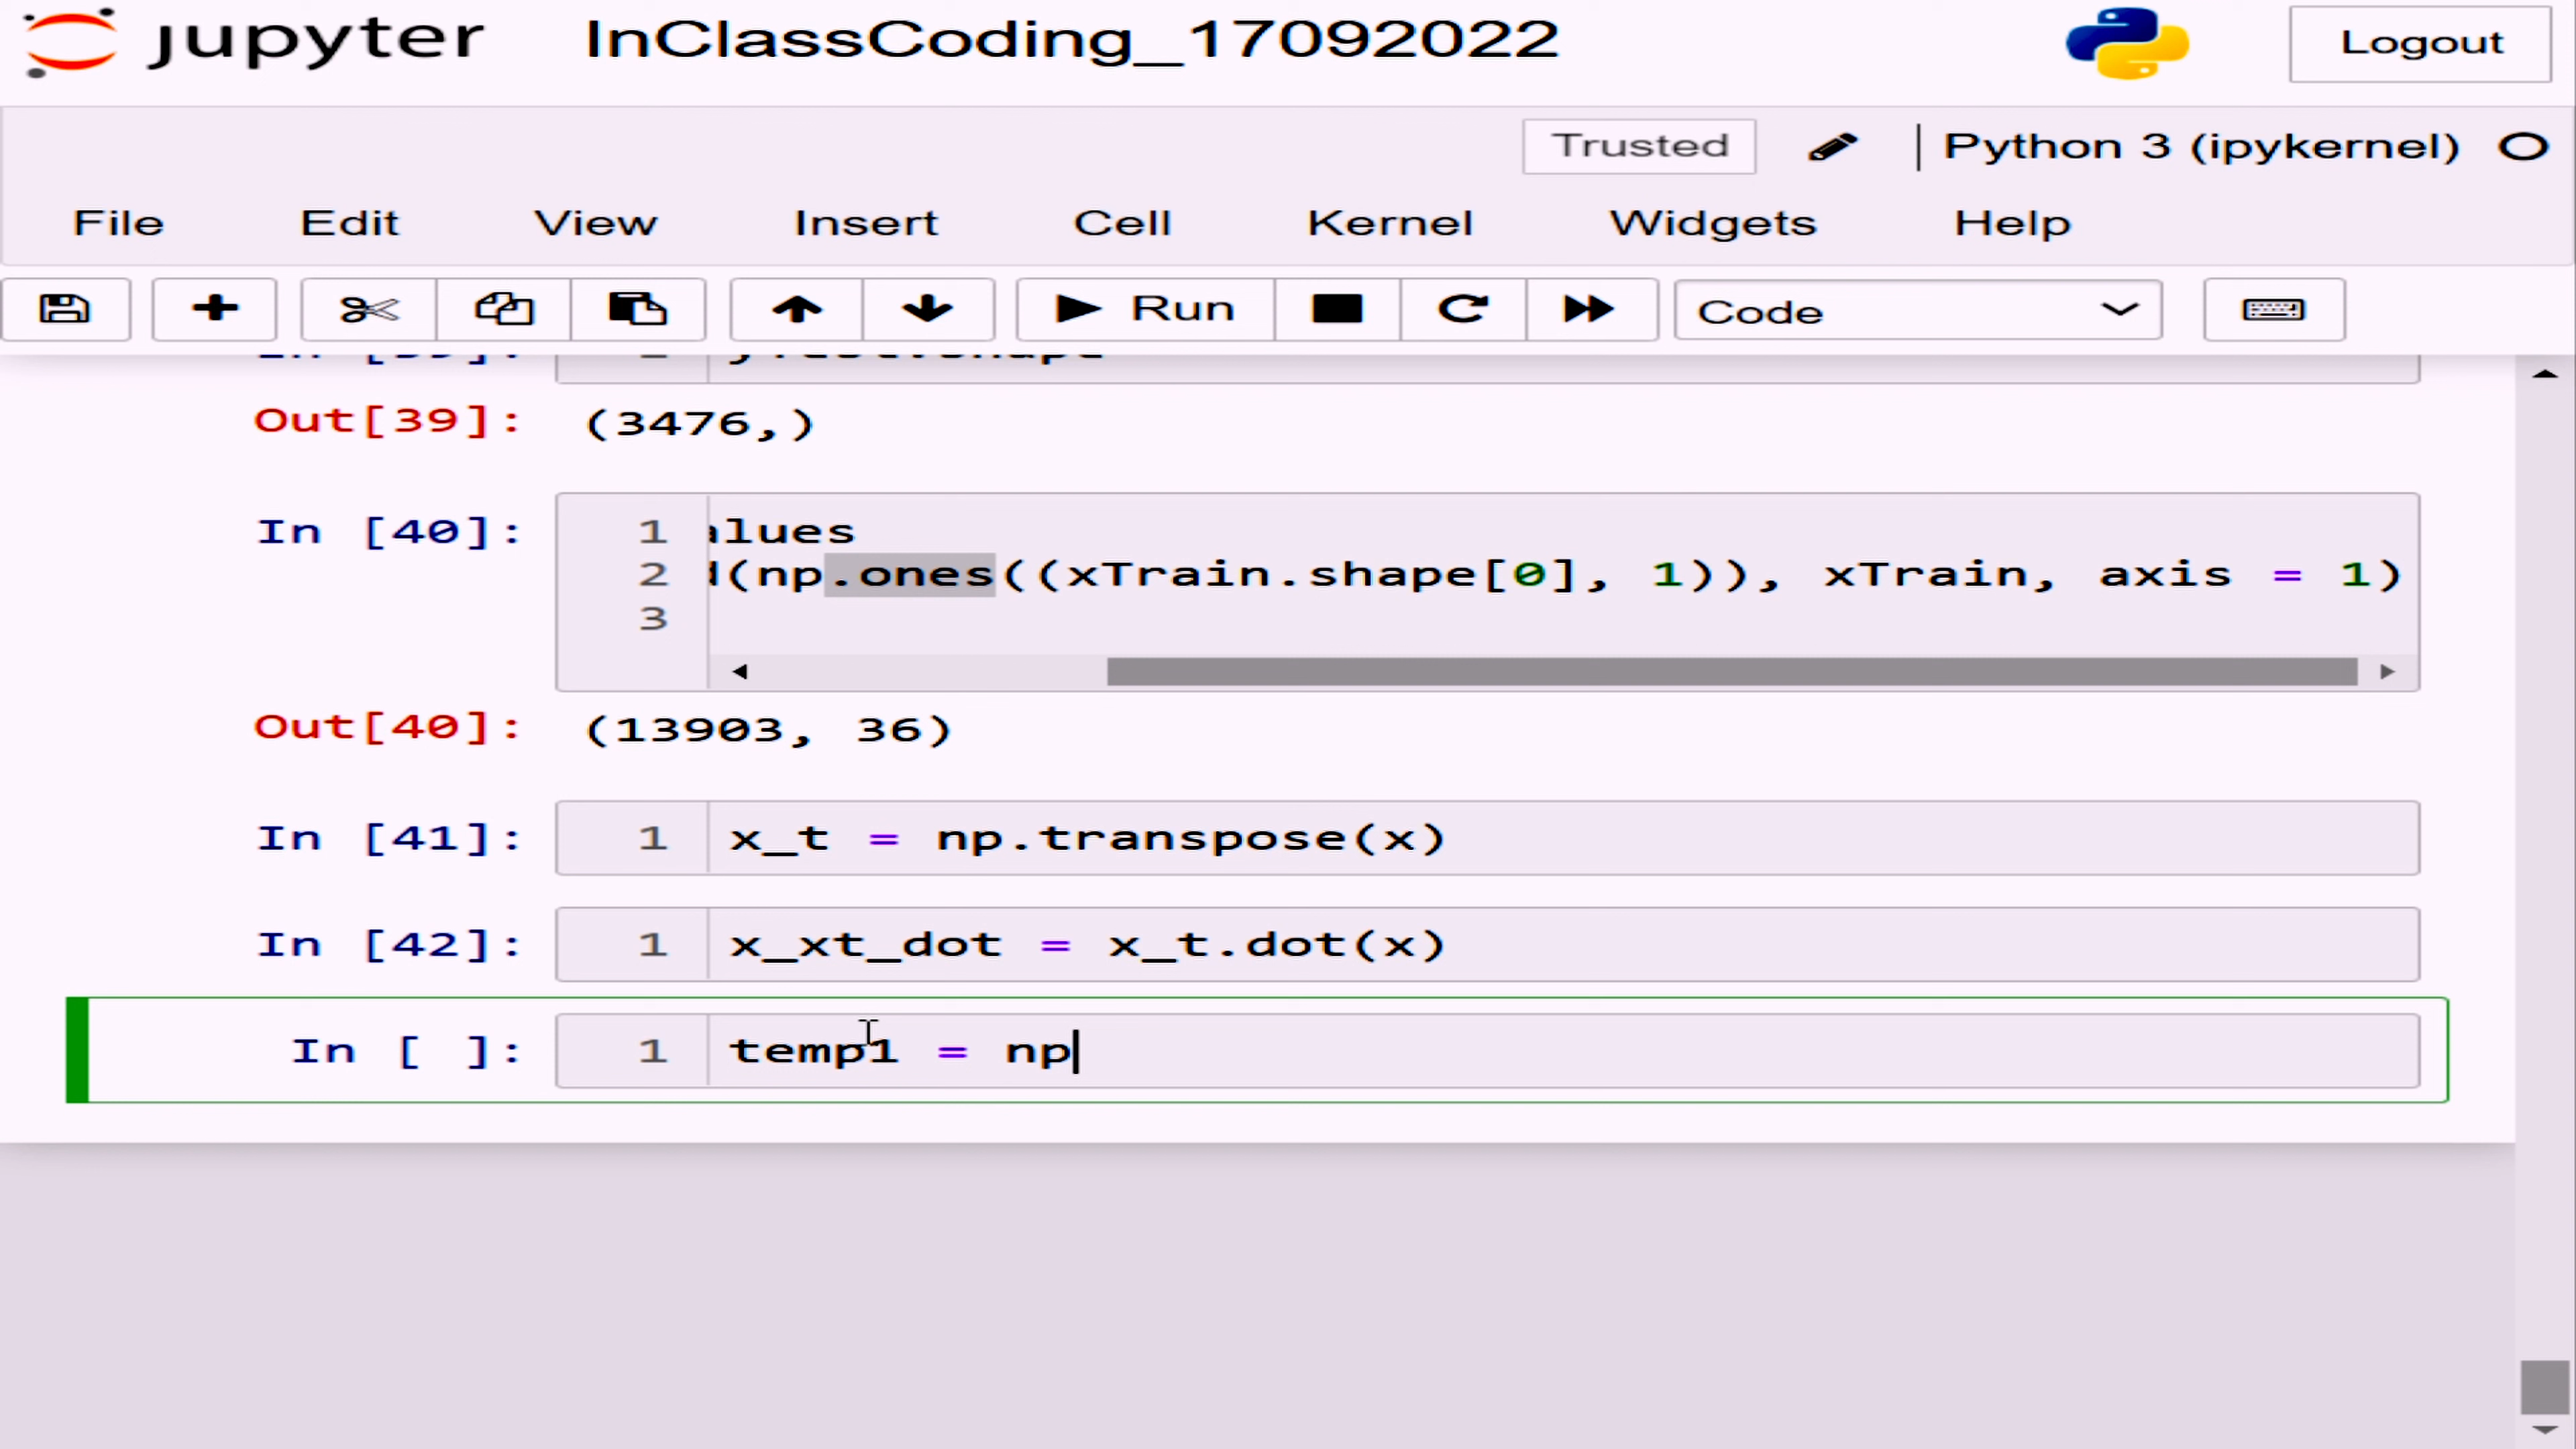 jupyter InClassCoding_17092022 Logout
Trusted Python 3 (ipykernel)
File Edit View Insert Cell Kernel Widgets Help
Run Code
Out[39]: (3476,)
In [40]: 1 alues
2 d(np.ones((xTrain.shape[0], 1)), xTrain, axis = 1)
3
Out[40]: (13903, 36)
In [41]: 1 x_t = np.transpose(x)
In [42]: 1 x_xt_dot = x_t.dot(x)
In [ ]: 1 temp1 = np